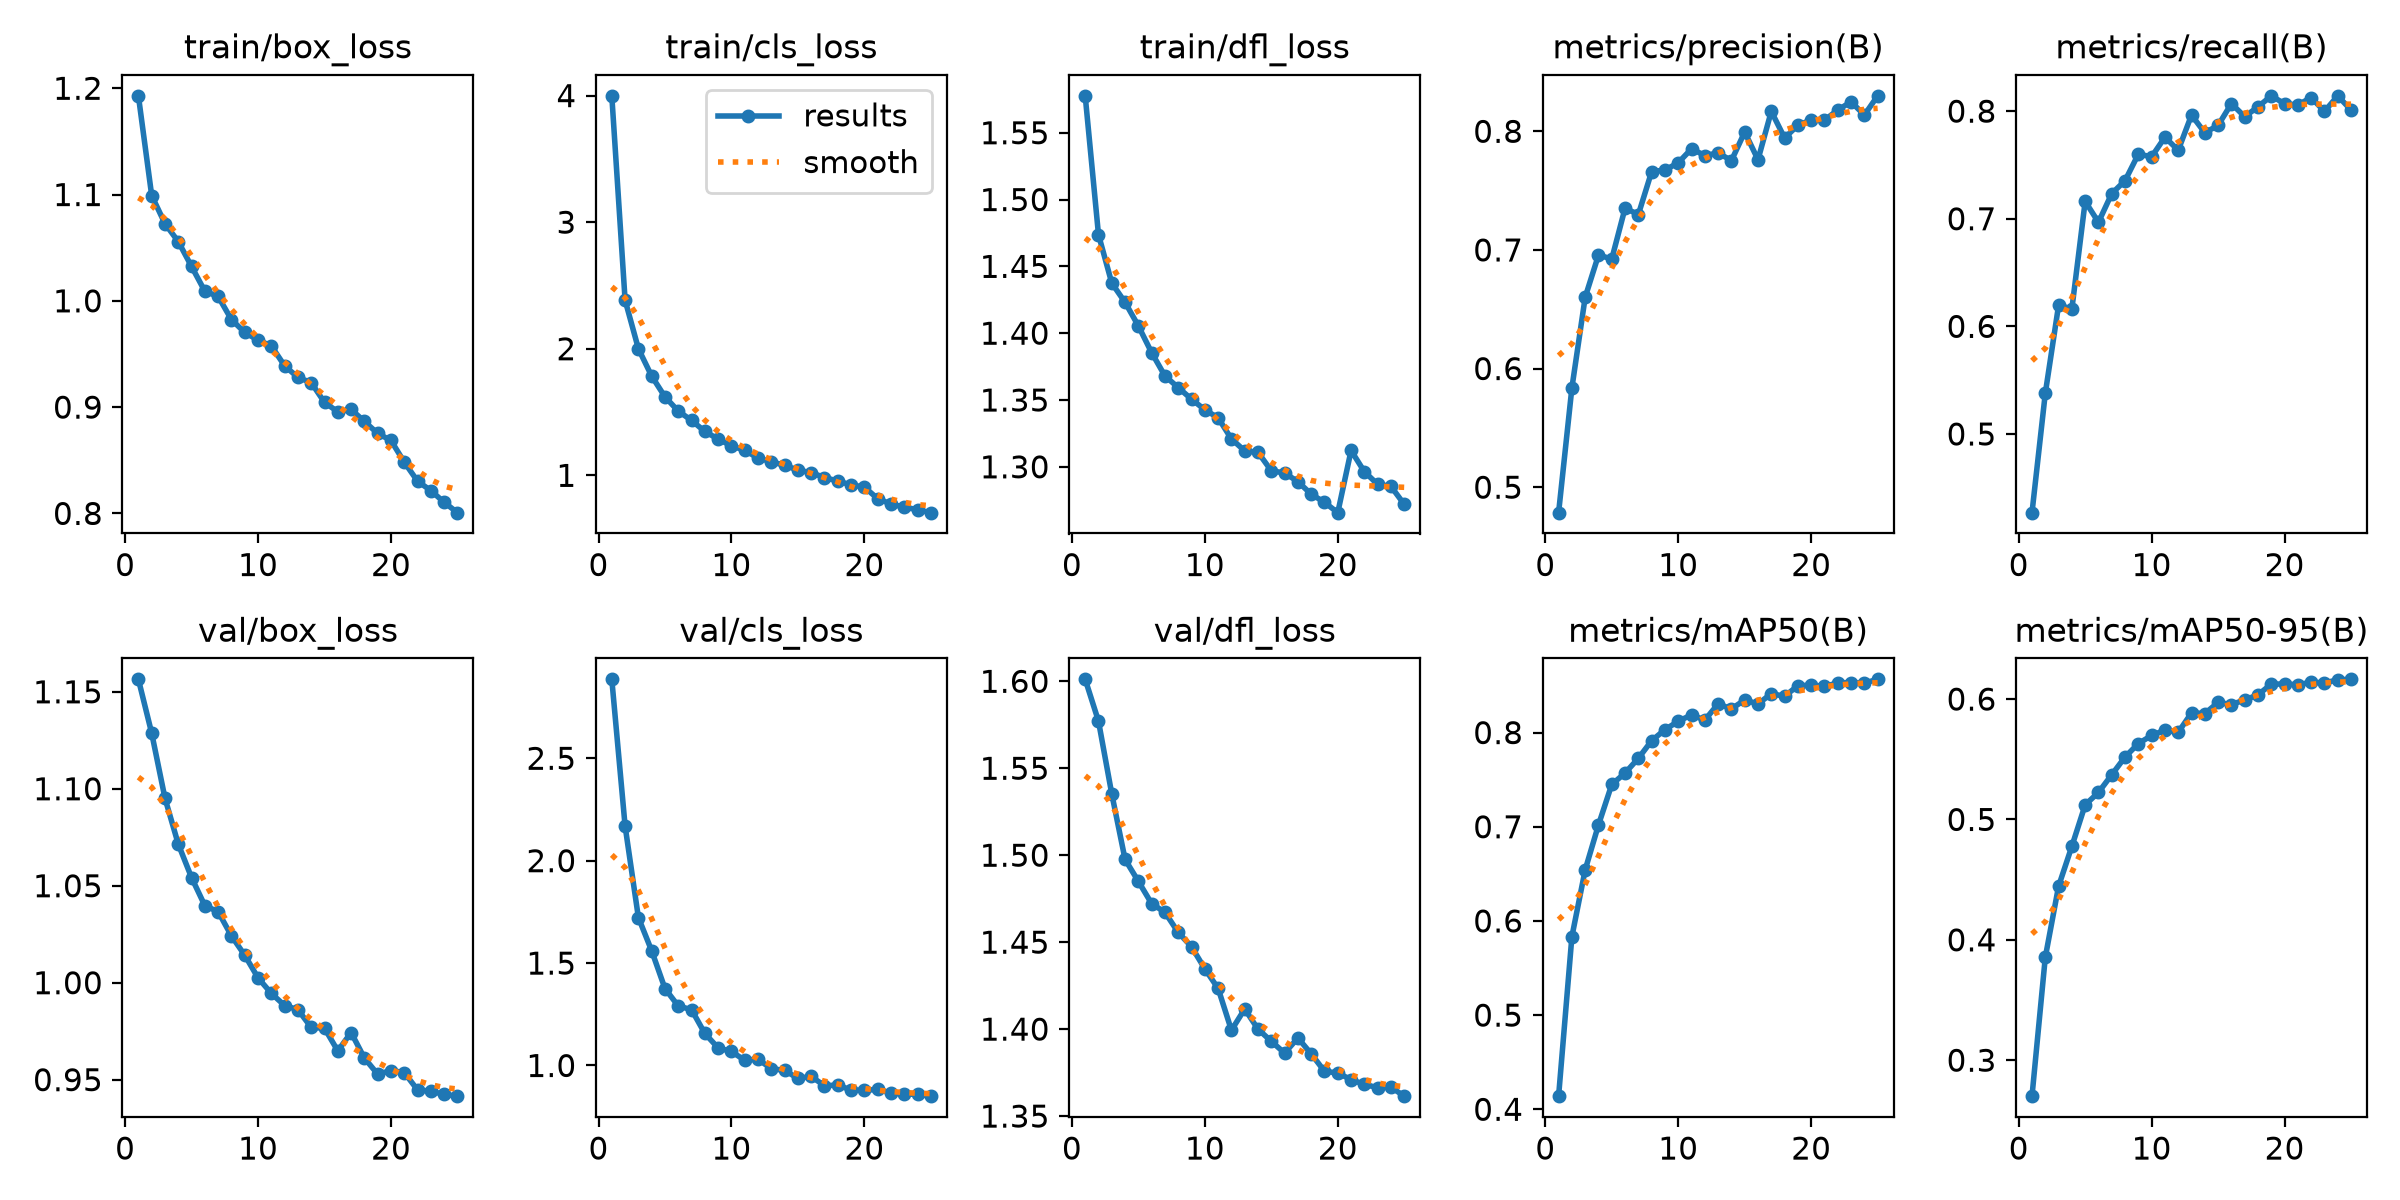 train/box_loss
1.2
1.1
1.0
0.9
0.8
0 10 20
train/cls_loss
results
smooth
4
3
2
1
0 10 20
train/dfl_loss
1.55
1.50
1.45
1.40
1.35
1.30
0 10 20
metrics/precision(B)
0.8
0.7
0.6
0.5
0 10 20
metrics/recall(B)
0.8
0.7
0.6
0.5
0 10 20
val/box_loss
1.15
1.10
1.05
1.00
0.95
0 10 20
val/cls_loss
2.5
2.0
1.5
1.0
0 10 20
val/dfl_loss
1.60
1.55
1.50
1.45
1.40
1.35
0 10 20
metrics/mAP50(B)
0.8
0.7
0.6
0.5
0.4
0 10 20
metrics/mAP50-95(B)
0.6
0.5
0.4
0.3
0 10 20